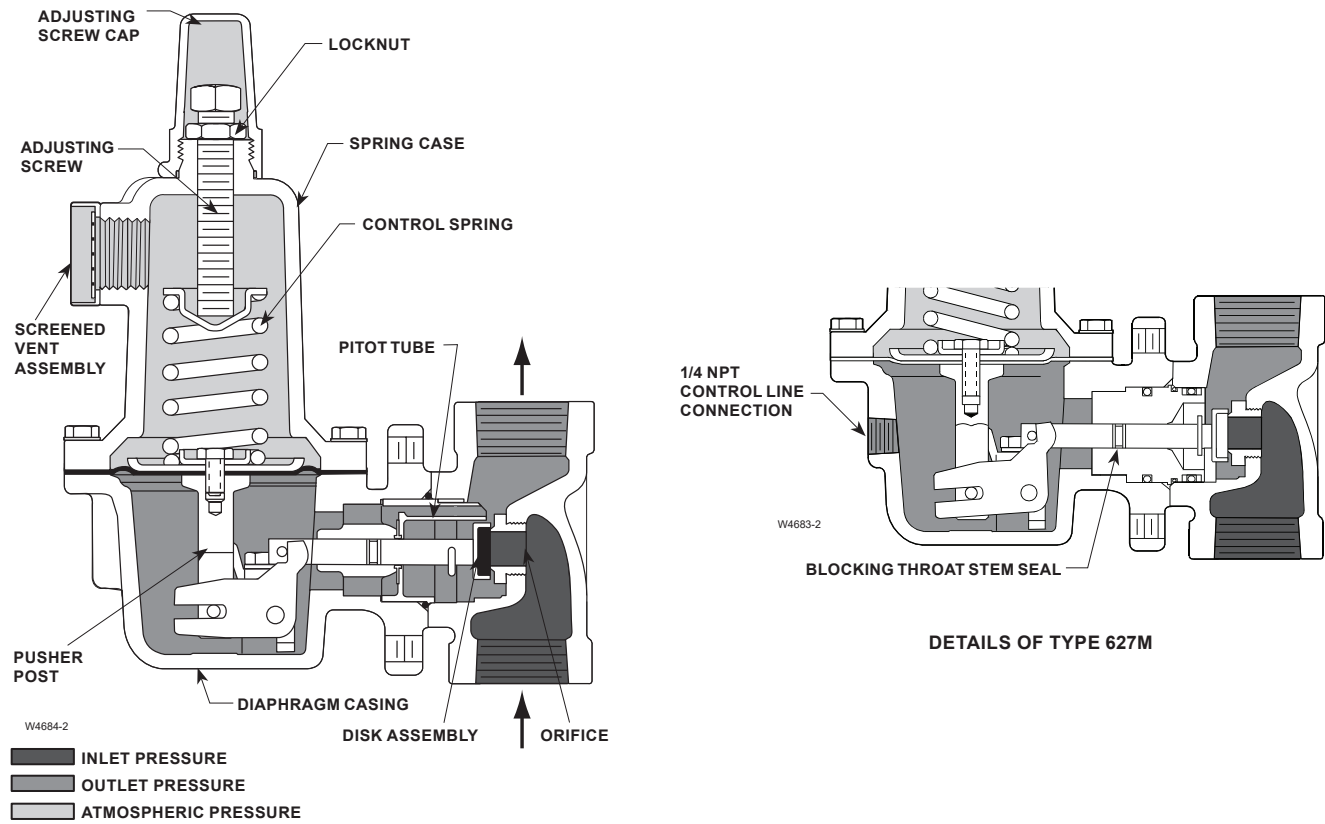 ADJUSTING
SCREW CAP
LOCKNUT
ADJUSTING
SCREW
SPRING CASE
CONTROL SPRING
SCREENED
VENT
ASSEMBLY
PITOT TUBE
PUSHER
POST
DIAPHRAGM CASING
W4684-2
DISK ASSEMBLY
ORIFICE
INLET PRESSURE
OUTLET PRESSURE
ATMOSPHERIC PRESSURE
1/4 NPT
CONTROL LINE
CONNECTION
W4683-2
BLOCKING THROAT STEM SEAL
DETAILS OF TYPE 627M